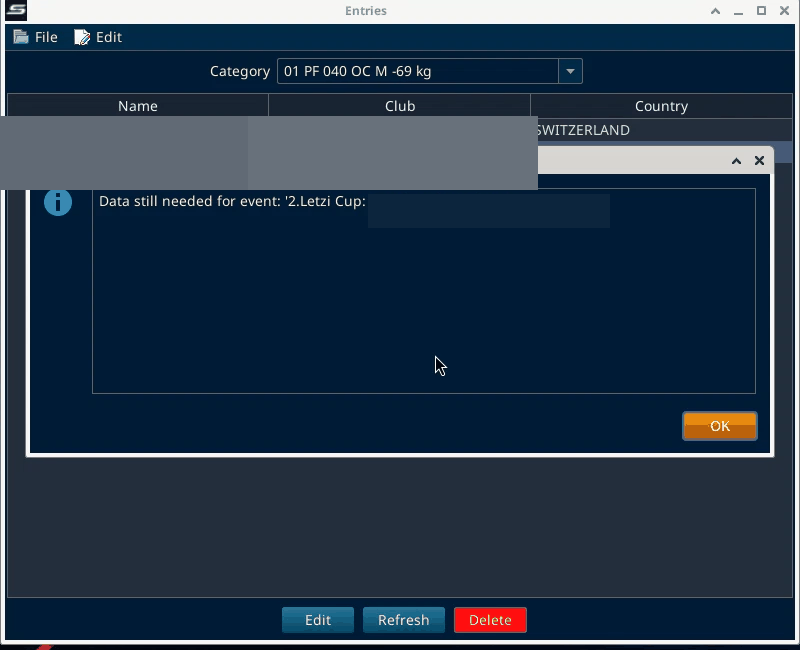 Entries
File Edit
Category 01 PF 040 OC M -69 kg
Name Club Country
SWITZERLAND
Data still needed for event: '2.Letzi Cup:
OK
Edit Refresh Delete